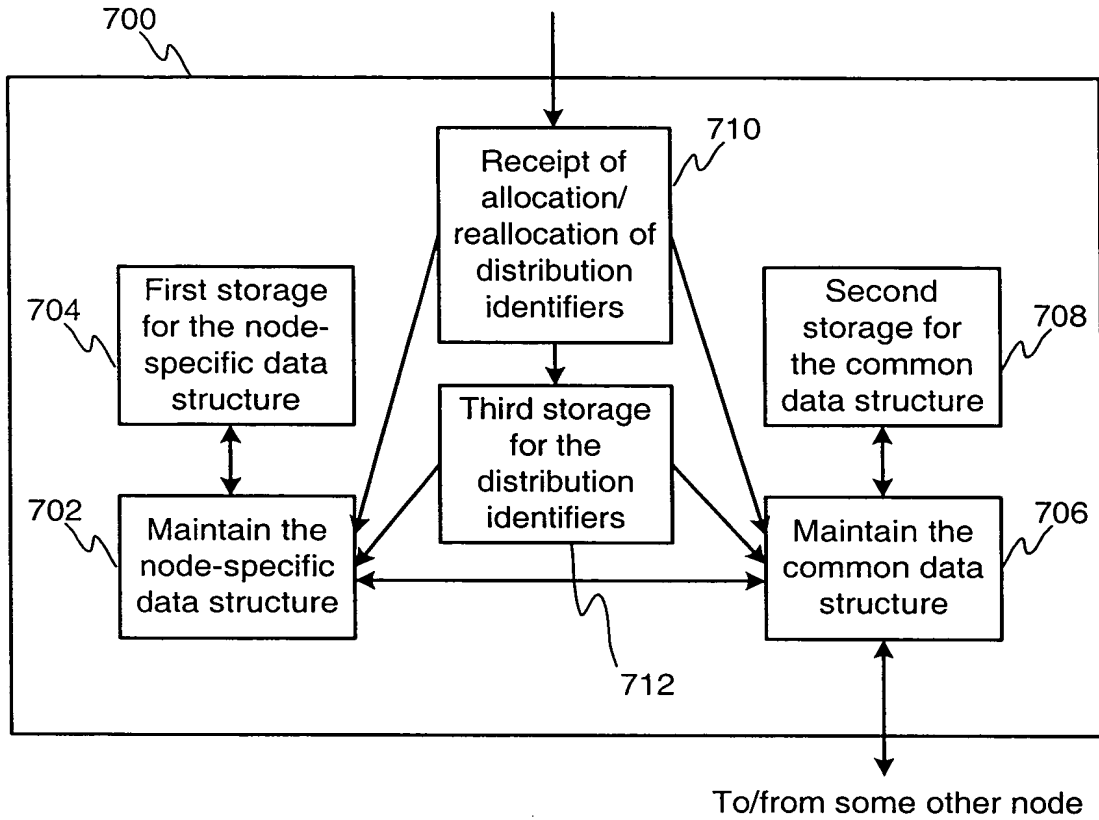 700
710
Receipt of
allocation/
reallocation of
distribution
identifiers
704
First storage
for the node-
specific data
structure
Second
storage for
the common
data structure
708
Third storage
for the
distribution
identifiers
702
Maintain the
node-specific
data structure
Maintain the
common data
structure
706
712
To/from some other node